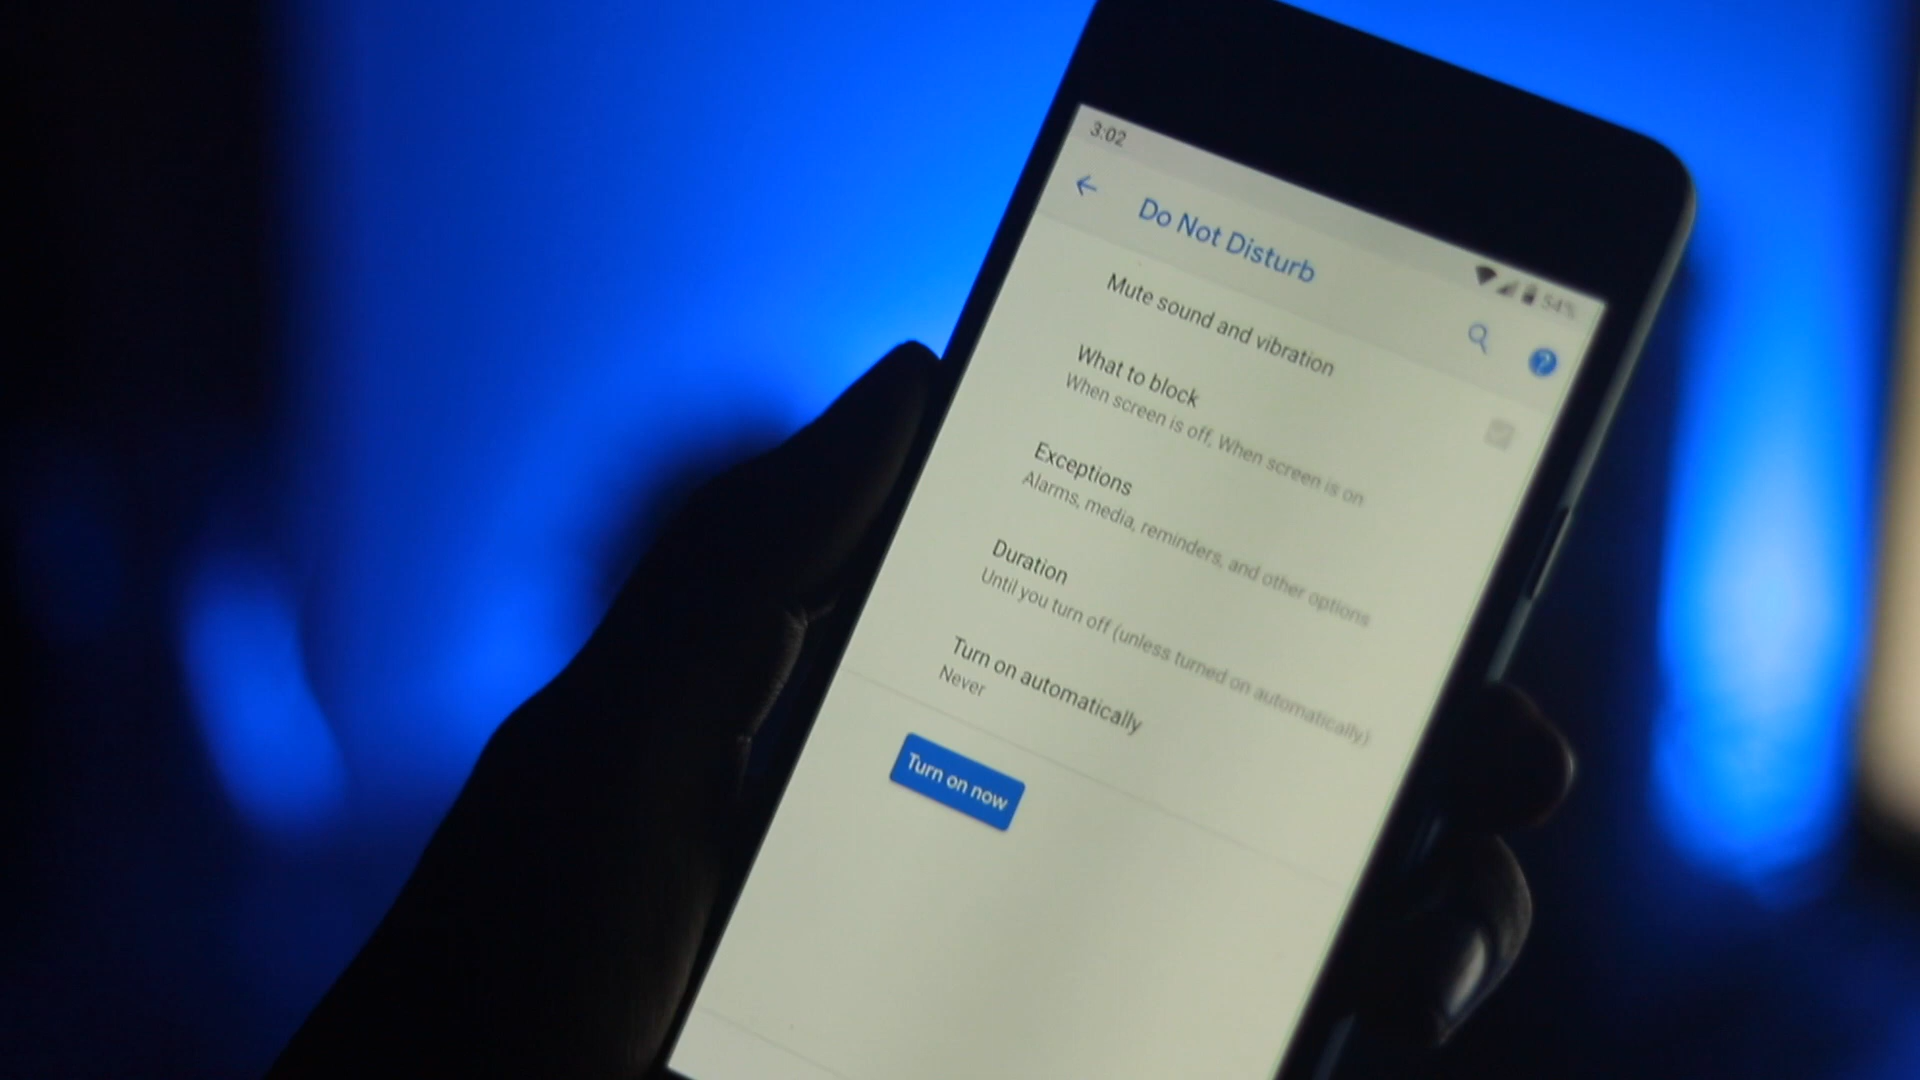 3:02
54%
Do Not Disturb
Mute sound and vibration
What to block
When screen is off, When screen is on
Exceptions
Alarms, media, reminders, and other options
Duration
Until you turn off (unless turned on automatically)
Turn on automatically
Never
Turn on now